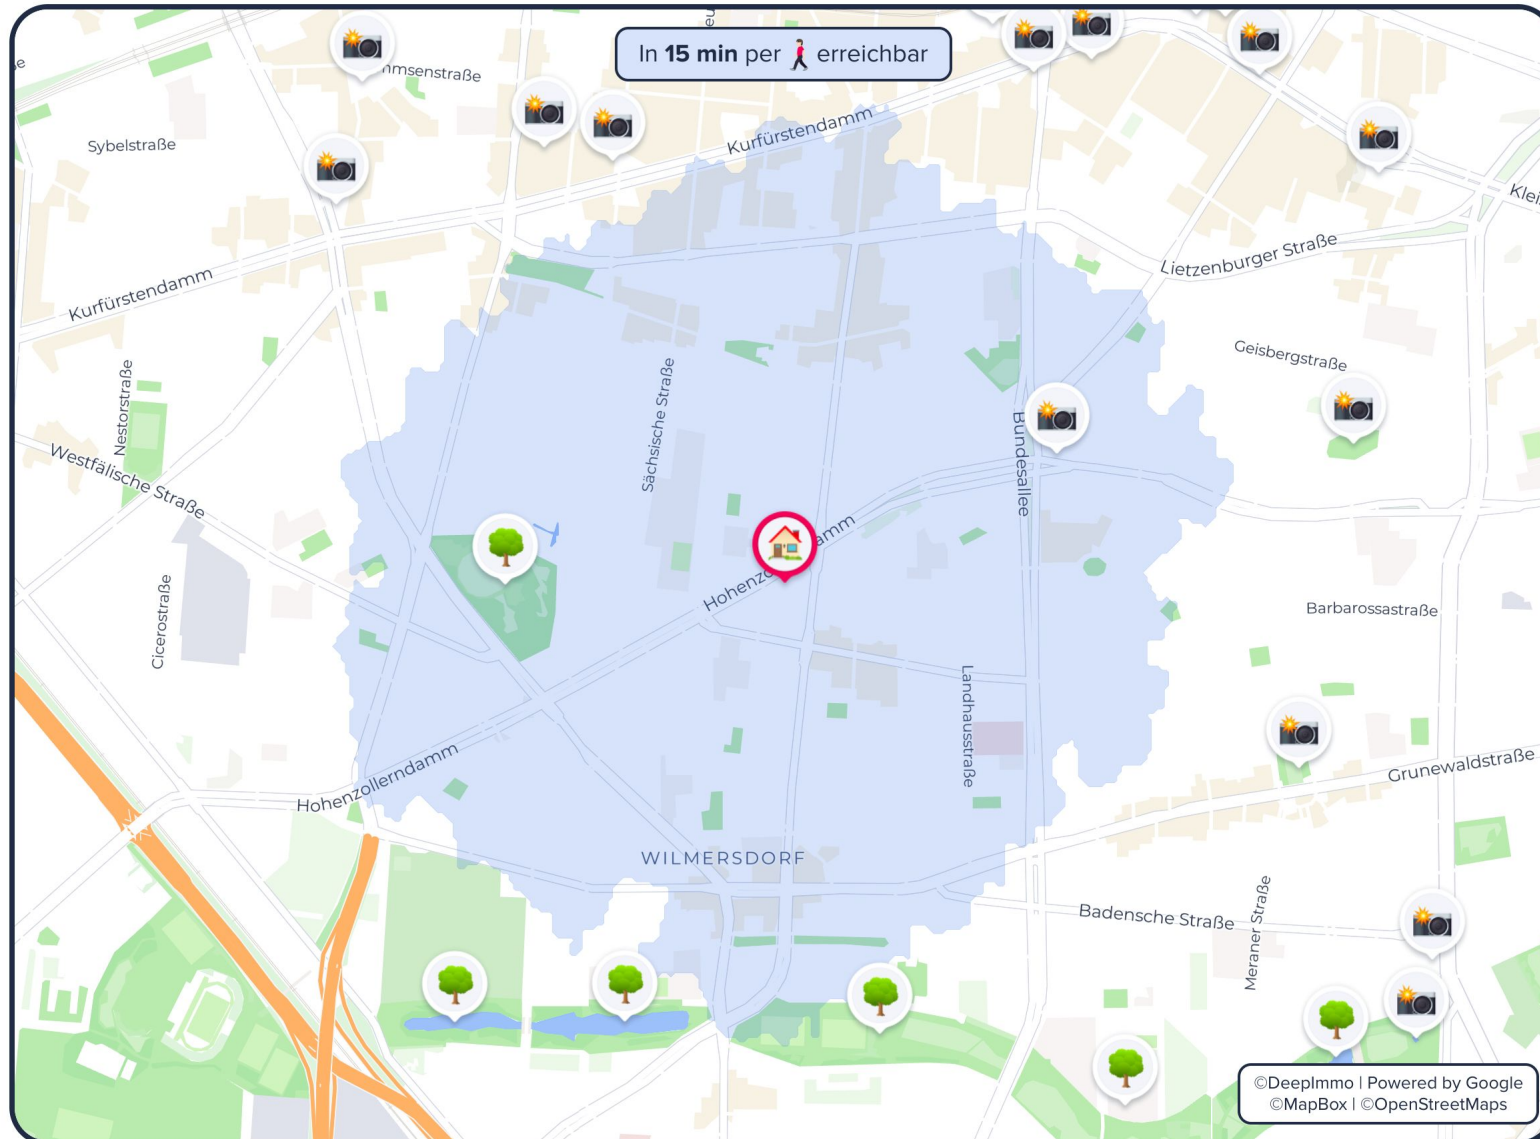 In 15 min per erreichbar
Sybelstraße
Kurfürstendamm
Kurfürstendamm
Lietzenburger Straße
Geisbergstraße
Nestorstraße
Westfälische Straße
Sächsische Straße
Bundesallee
Cicerostraße
Barbarossastraße
Landhausstraße
Hohenzollerndamm
Grunewaldstraße
WILMERSDORF
Badensche Straße
Meraner Straße
©DeepImmo | Powered by Google
©MapBox | ©OpenStreetMaps